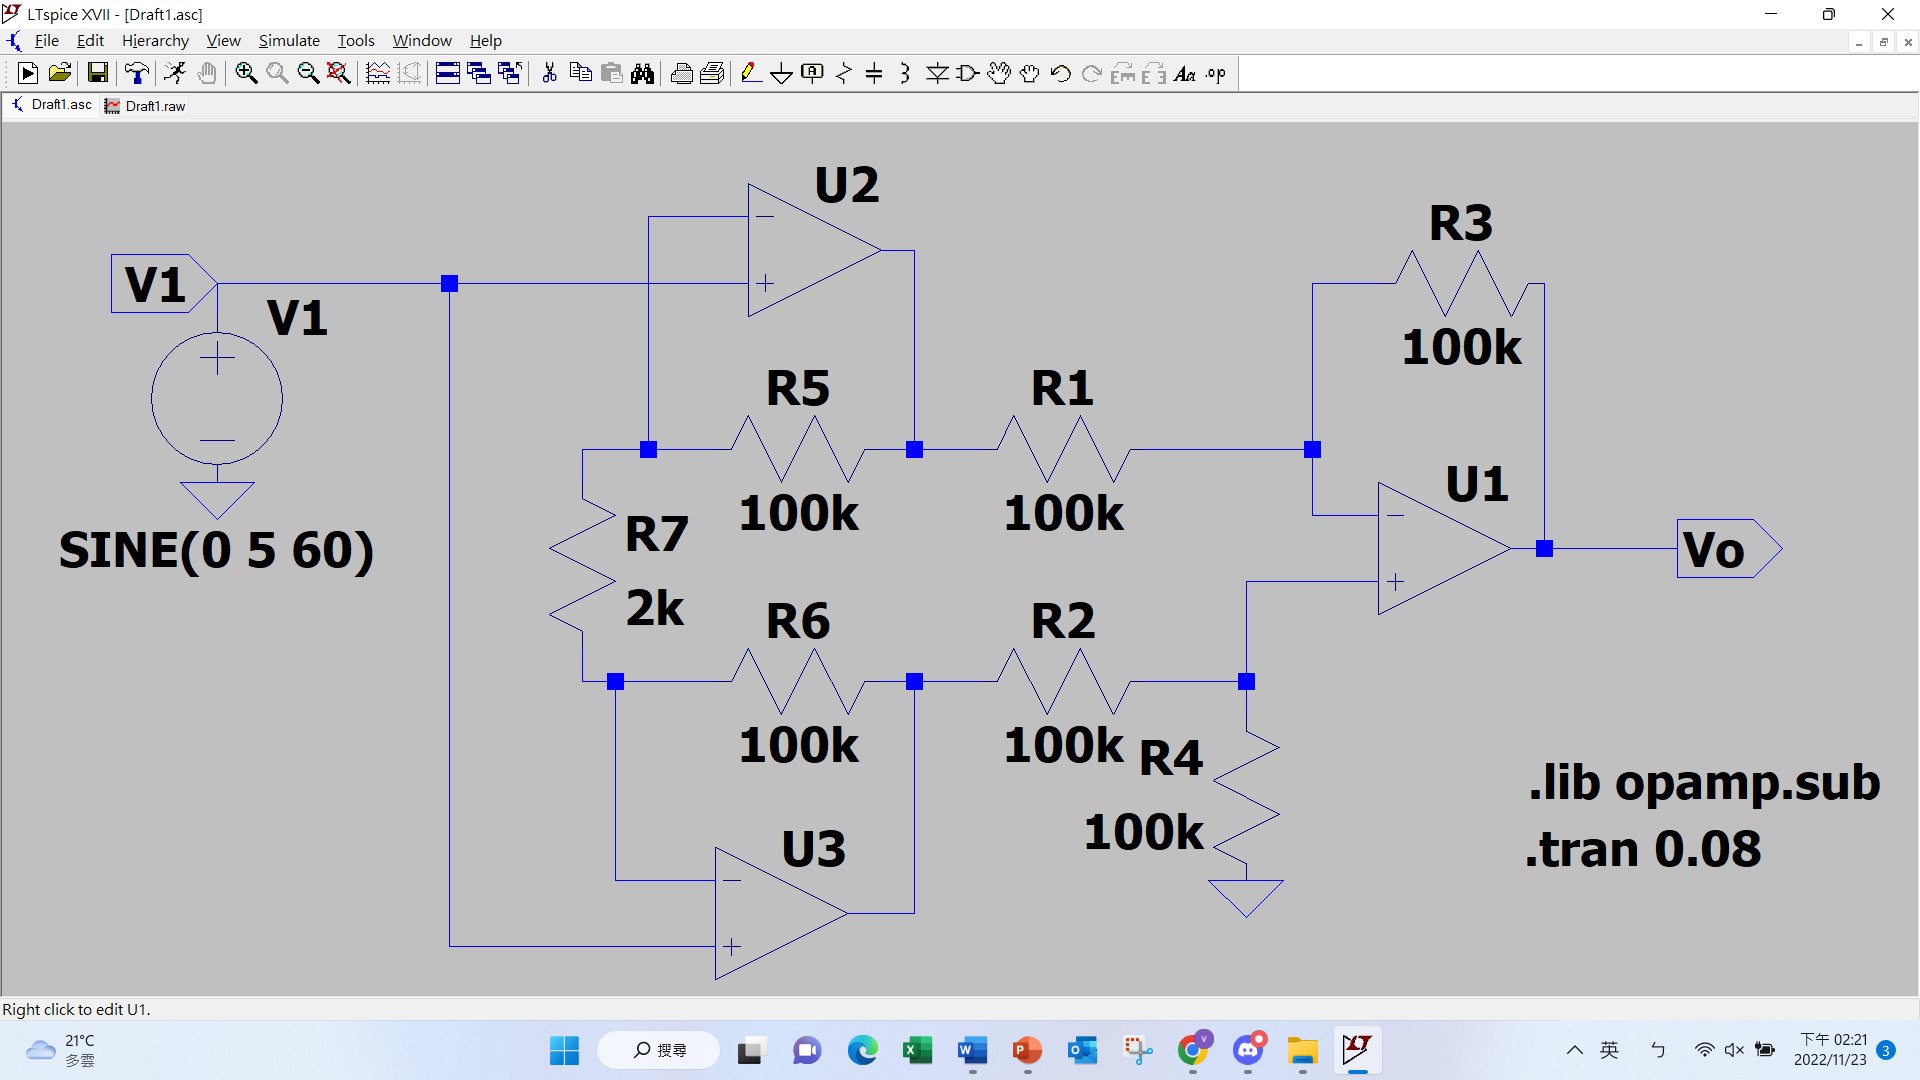 LTspice XVII - [Draft1.asc]
File Edit Hierarchy View Simulate Tools Window Help
Draft1.asc Draft1.raw
U2
R3
V1
V1
100k
R5
R1
U1
100k
100k
SINE(0 5 60)
R7
Vo
2k
R6
R2
100k
100k
R4
.lib opamp.sub
100k
U3
.tran 0.08
Right click to edit U1.
21°C
多雲
搜尋
英
ㄅ
下午 02:21
2022/11/23
3